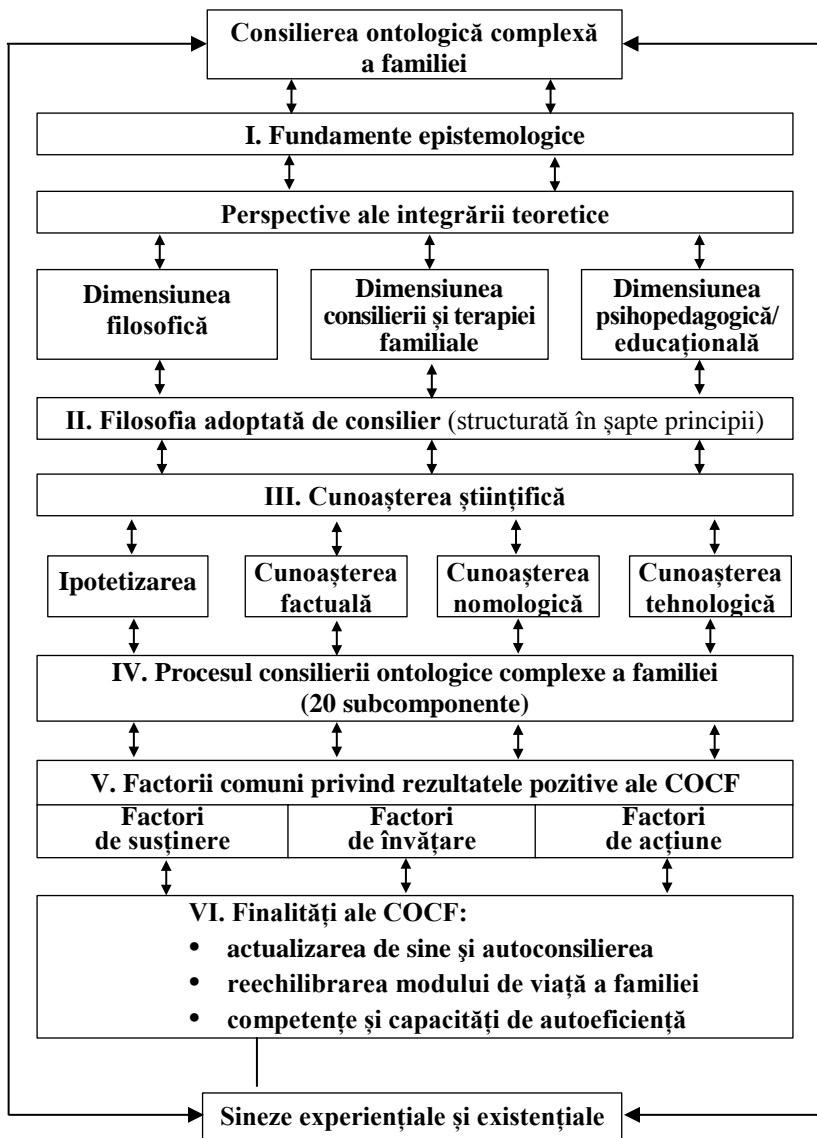 Consilierea ontologică complexă
a familiei
I. Fundamente epistemologice
Perspective ale integrării teoretice
Dimensiunea
filosofică
Dimensiunea
consilierii și terapiei
familiale
Dimensiunea
psihopedagogică/
educațională
II. Filosofia adoptată de consilier (structurată în șapte principii)
III. Cunoașterea științifică
Ipotetizarea
Cunoașterea
factuală
Cunoașterea
nomologică
Cunoașterea
tehnologică
IV. Procesul consilierii ontologice complexe a familiei
(20 subcomponente)
V. Factorii comuni privind rezultatele pozitive ale COCF
Factori
de susținere
Factori
de învățare
Factori
de acțiune
VI. Finalități ale COCF:
• actualizarea de sine şi autoconsilierea
• reechilibrarea modului de viață a familiei
• competențe și capacități de autoeficiență
Sineze experiențiale și existențiale